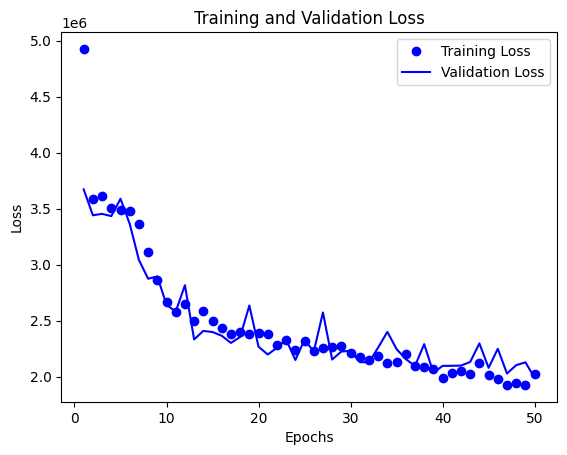 Training and Validation Loss
1e6
Training Loss
Validation Loss
5.0
4.5
4.0
3.5
3.0
2.5
2.0
Loss
0
10
20
30
40
50
Epochs